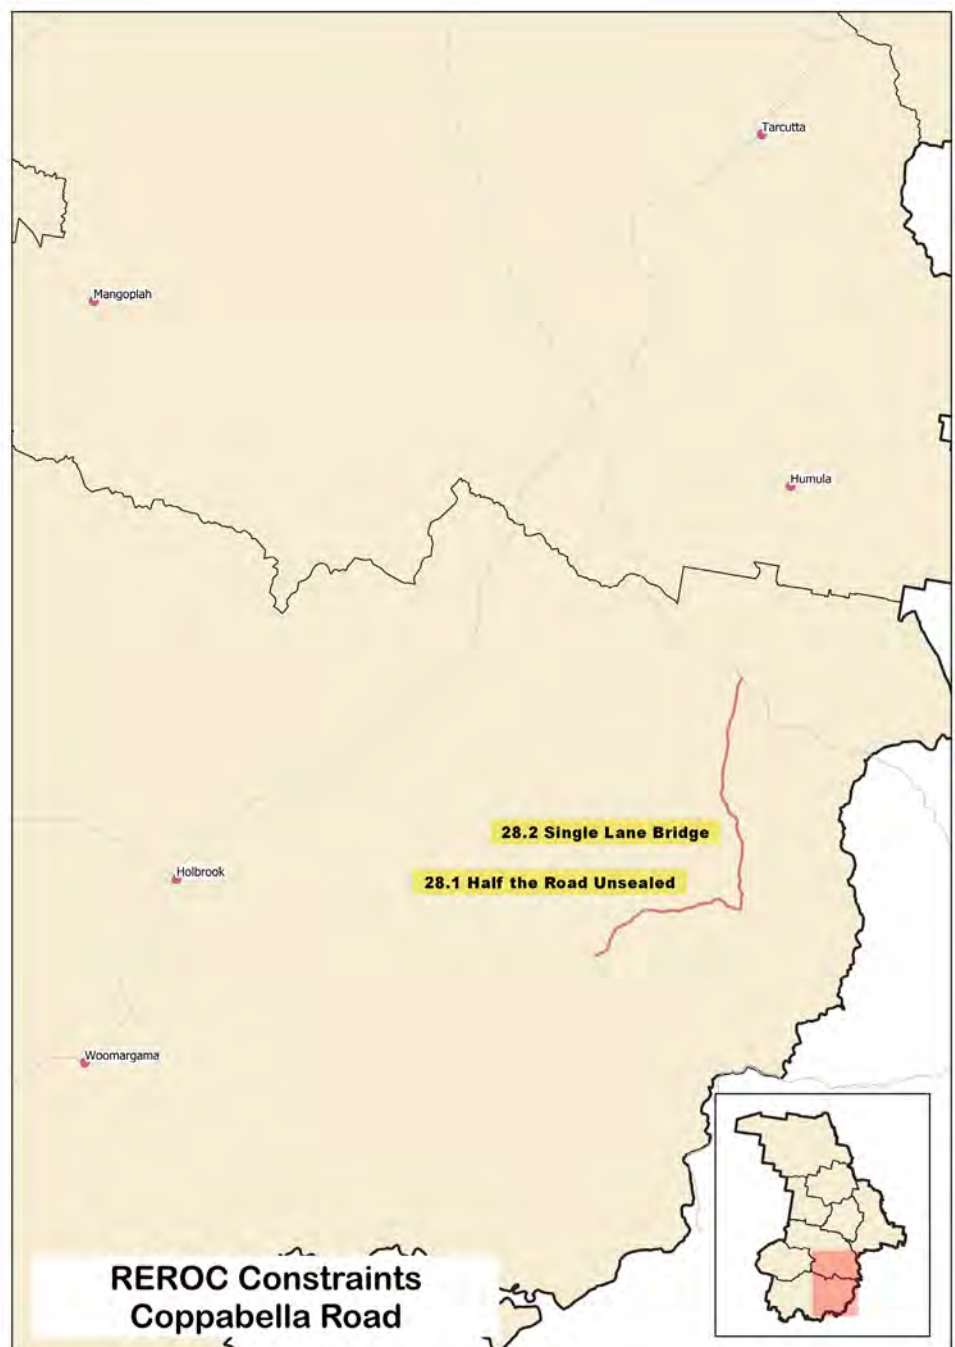 Tarcutta
Mangoplah
Humula
28.2 Single Lane Bridge
Holbrook
28.1 Half the Road Unsealed
Woomargama
REROC Constraints
Coppabella Road